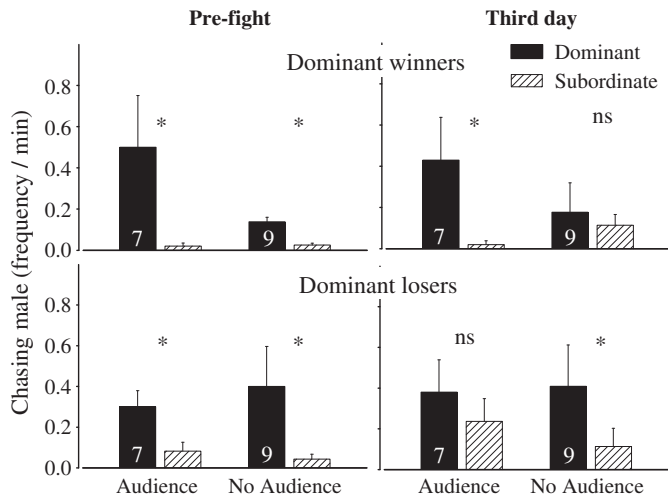 Pre-fight
Third day
Dominant winners
Dominant
Subordinate
Chasing male (frequency / min)
0.8
0.6
0.4
0.2
0.0
*
*
*
ns
7
9
7
9
Dominant losers
0.8
0.6
0.4
0.2
0.0
*
*
ns
*
7
9
7
9
Audience
No Audience
Audience
No Audience